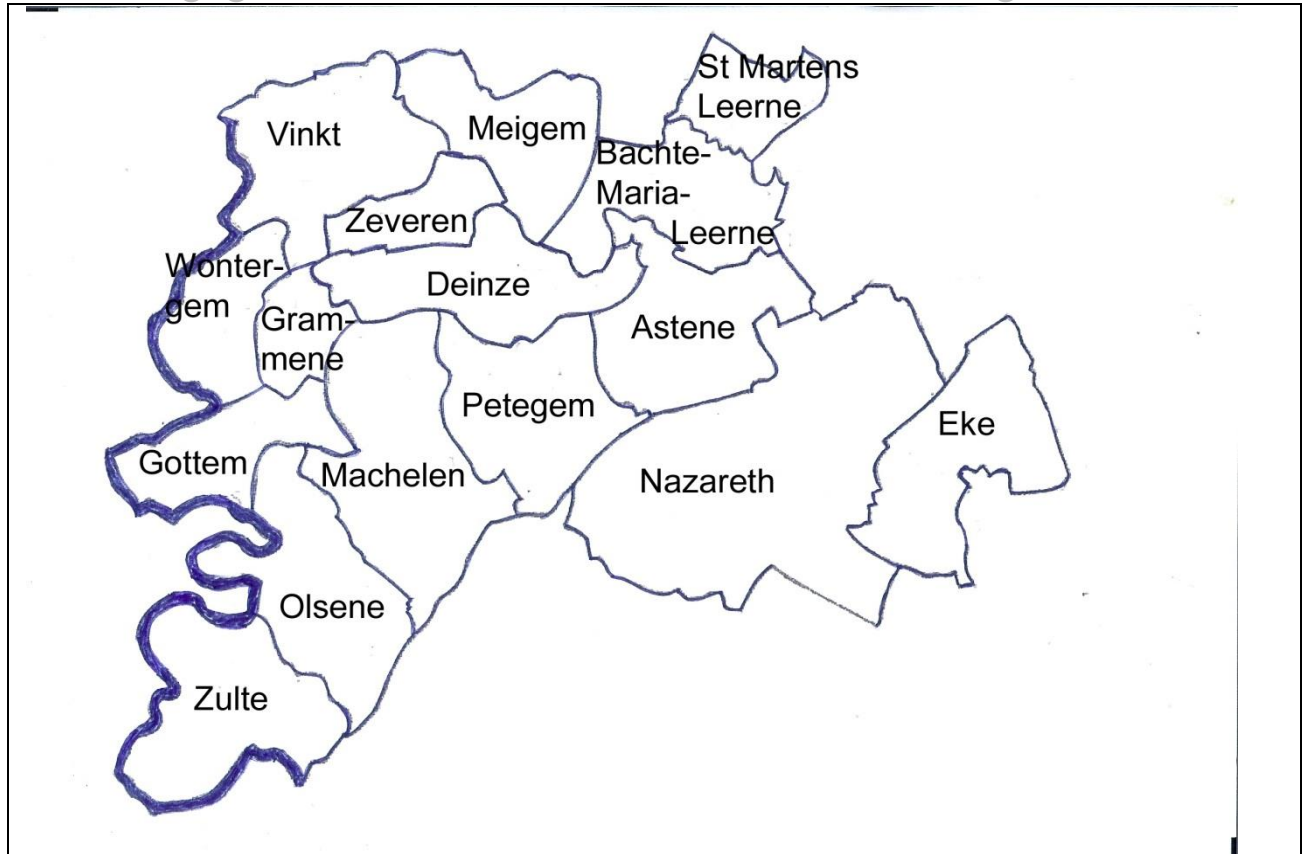 St Martens
Leerne
Vinkt
Meigem
Bachte-
Maria-
Leerne
Zeveren
Wonter-
gem
Deinze
Gram-
mene
Astene
Petegem
Eke
Gottem
Machelen
Nazareth
Olsene
Zulte